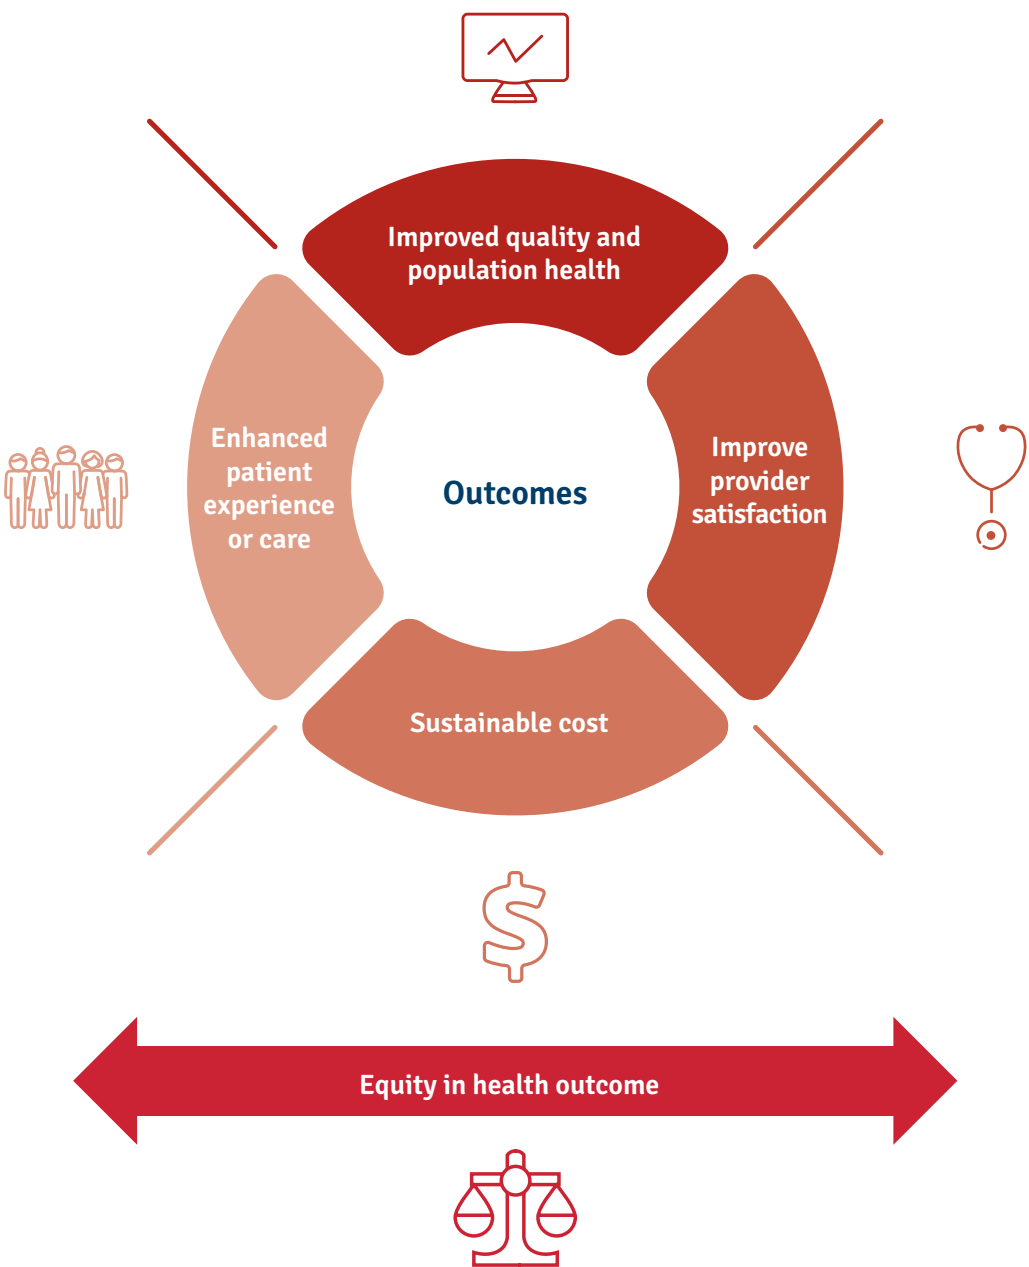 Improved quality and
population health
Enhanced
patient
experience
or care
Outcomes
Improve
provider
satisfaction
Sustainable cost
Equity in health outcome